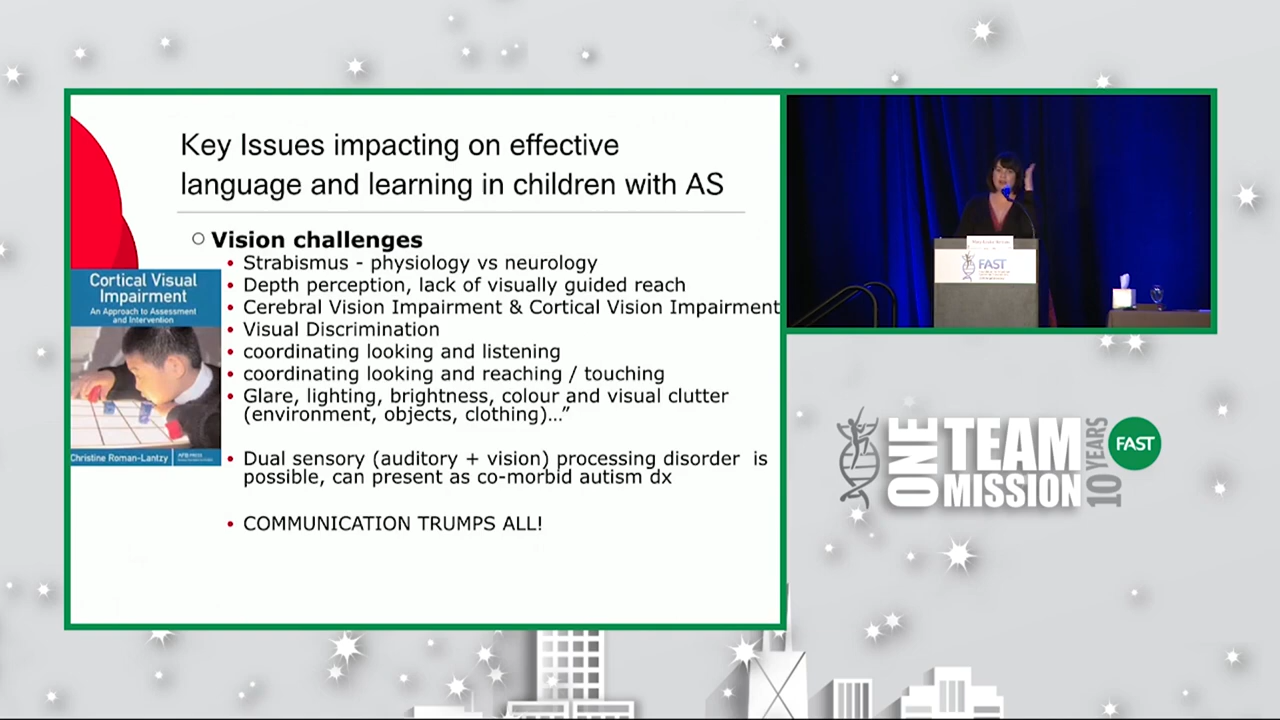 Key Issues impacting on effective
language and learning in children with AS
Vision challenges
Strabismus - physiology vs neurology
Depth perception, lack of visually guided reach
Cerebral Vision Impairment & Cortical Vision Impairment
Visual Discrimination
coordinating looking and listening
coordinating looking and reaching / touching
Glare, lighting, brightness, colour and visual clutter
(environment, objects, clothing)…”
Dual sensory (auditory + vision) processing disorder is
possible, can present as co-morbid autism dx
COMMUNICATION TRUMPS ALL!
Cortical Visual
Impairment
An Approach to Assessment
and Intervention
Christine Roman-Lantzy
FAST
ONE
TEAM
MISSION
10 YEARS
FAST